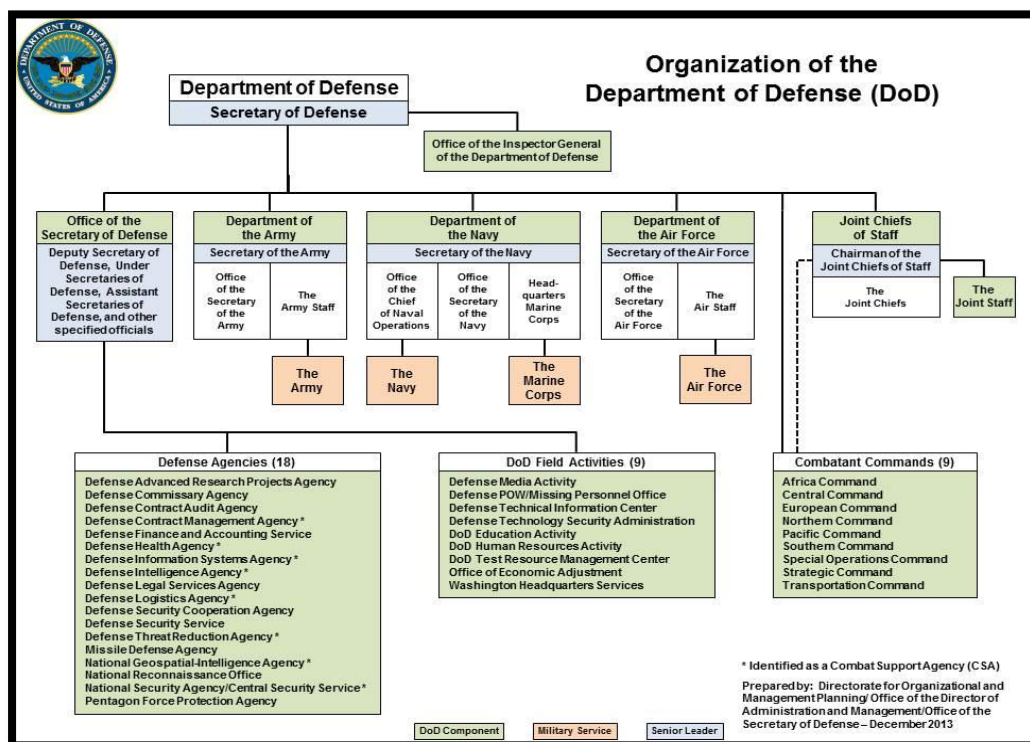 DEPARTMENT OF DEFENSE
UNITED STATES OF AMERICA
Organization of the
Department of Defense (DoD)
Department of Defense
Secretary of Defense
Office of the Inspector General
of the Department of Defense
Office of the
Secretary of Defense
Deputy Secretary of
Defense, Under
Secretaries of
Defense, Assistant
Secretaries of
Defense, and other
specified officials
Department of
the Army
Secretary of the Army
Office
of the
Secretary
of the
Army
The
Army Staff
The
Army
Department of
the Navy
Secretary of the Navy
Office
of the Chief
of Naval
Operations
Office
of the
Secretary
of the
Navy
Head-
quarters
Marine
Corps
The
Navy
The
Marine
Corps
Department of
the Air Force
Secretary of the Air Force
Office
of the
Secretary
of the
Air Force
The
Air Staff
The
Air Force
Joint Chiefs
of Staff
Chairman of the
Joint Chiefs of Staff
The
Joint Chiefs
The
Joint Staff
Defense Agencies (18)
Defense Advanced Research Projects Agency
Defense Commissary Agency
Defense Contract Audit Agency
Defense Contract Management Agency *
Defense Finance and Accounting Service
Defense Health Agency *
Defense Information Systems Agency *
Defense Intelligence Agency *
Defense Legal Services Agency
Defense Logistics Agency *
Defense Security Cooperation Agency
Defense Security Service
Defense Threat Reduction Agency *
Missile Defense Agency
National Geospatial-Intelligence Agency *
National Reconnaissance Office
National Security Agency/Central Security Service *
Pentagon Force Protection Agency
DoD Field Activities (9)
Defense Media Activity
Defense POW/Missing Personnel Office
Defense Technical Information Center
Defense Technology Security Administration
DoD Education Activity
DoD Human Resources Activity
DoD Test Resource Management Center
Office of Economic Adjustment
Washington Headquarters Services
Combatant Commands (9)
Africa Command
Central Command
European Command
Northern Command
Pacific Command
Southern Command
Special Operations Command
Strategic Command
Transportation Command
* Identified as a Combat Support Agency (CSA)
Prepared by: Directorate for Organizational and
Management Planning/ Office of the Director of
Administration and Management/Office of the
Secretary of Defense – December 2013
DoD Component
Military Service
Senior Leader